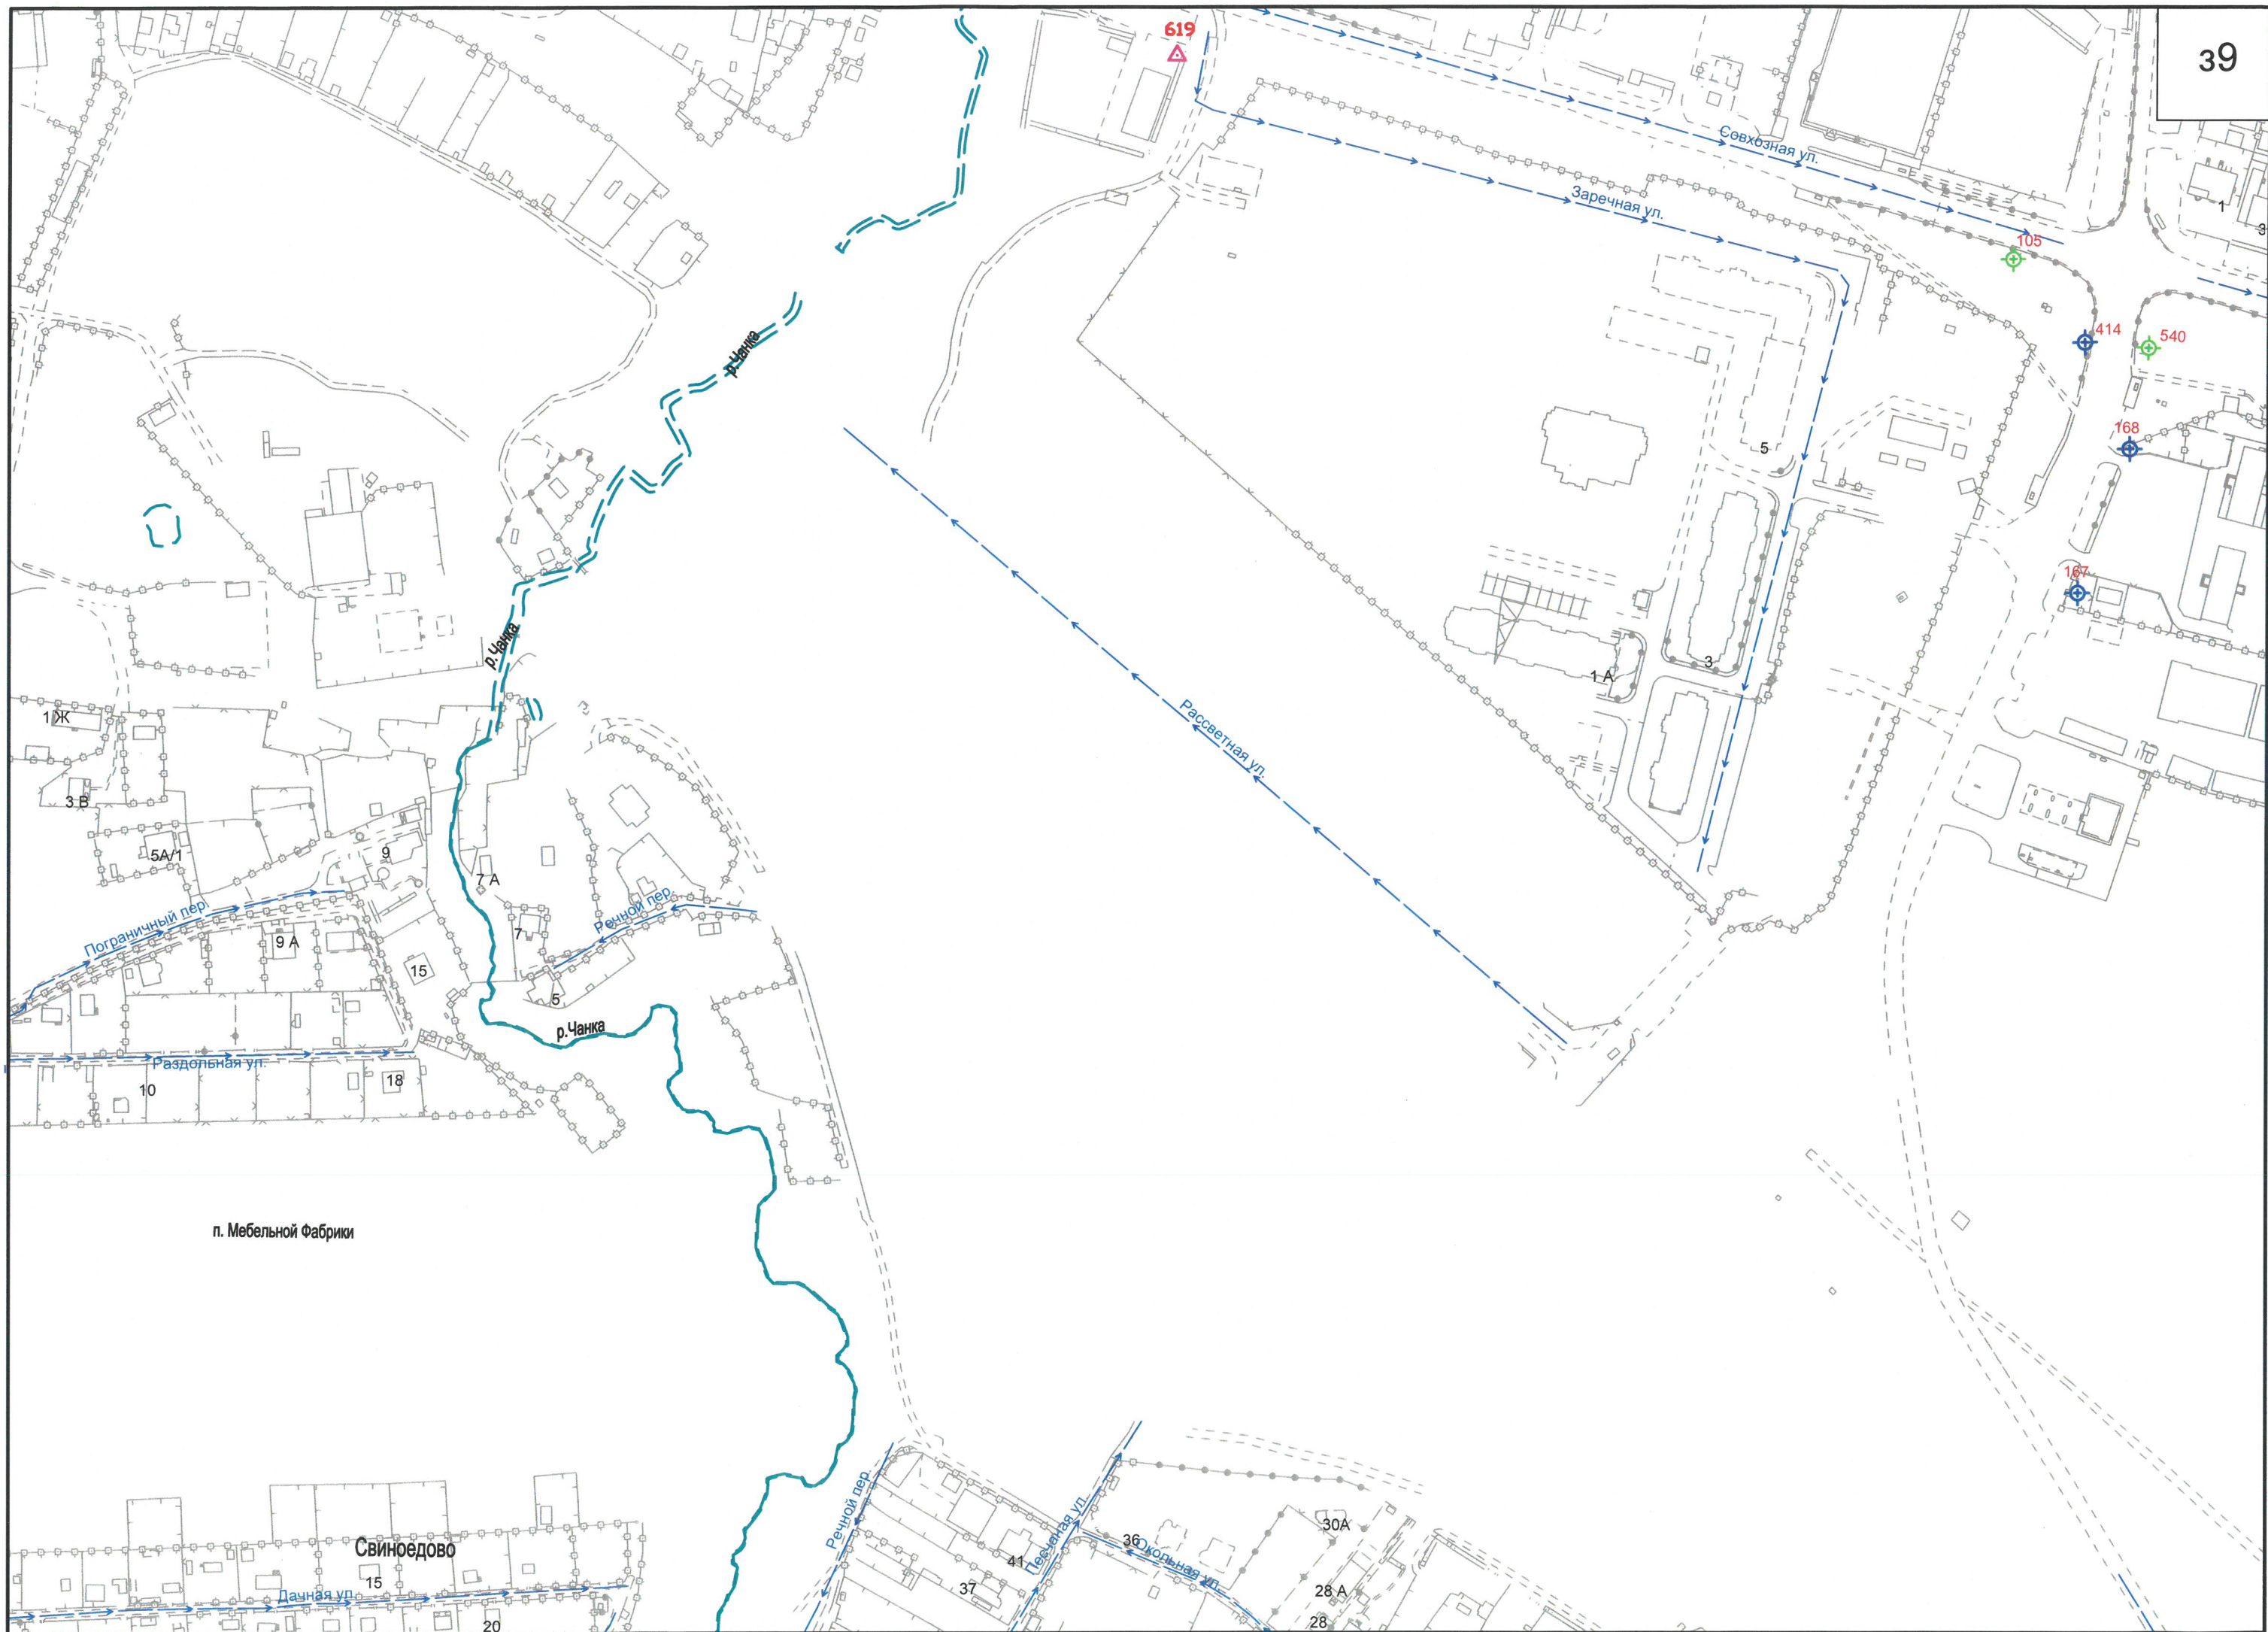 619
39
Совхозная ул.
Заречная ул.
1
3
105
414
540
168
р.Чанка
5
167
р.Чанка
3
1 А
1 Ж
Рассветная ул.
3 В
5А/1
9
7 А
Речной пер.
Пограничный пер.
7
9 А
15
5
р.Чанка
Раздольная ул.
10
18
п. Мебельной Фабрики
Речной пер.
Песчаная ул.
30А
36
Окольная ул.
Свиноедово
41
15
37
28 А
Дачная ул.
20
28